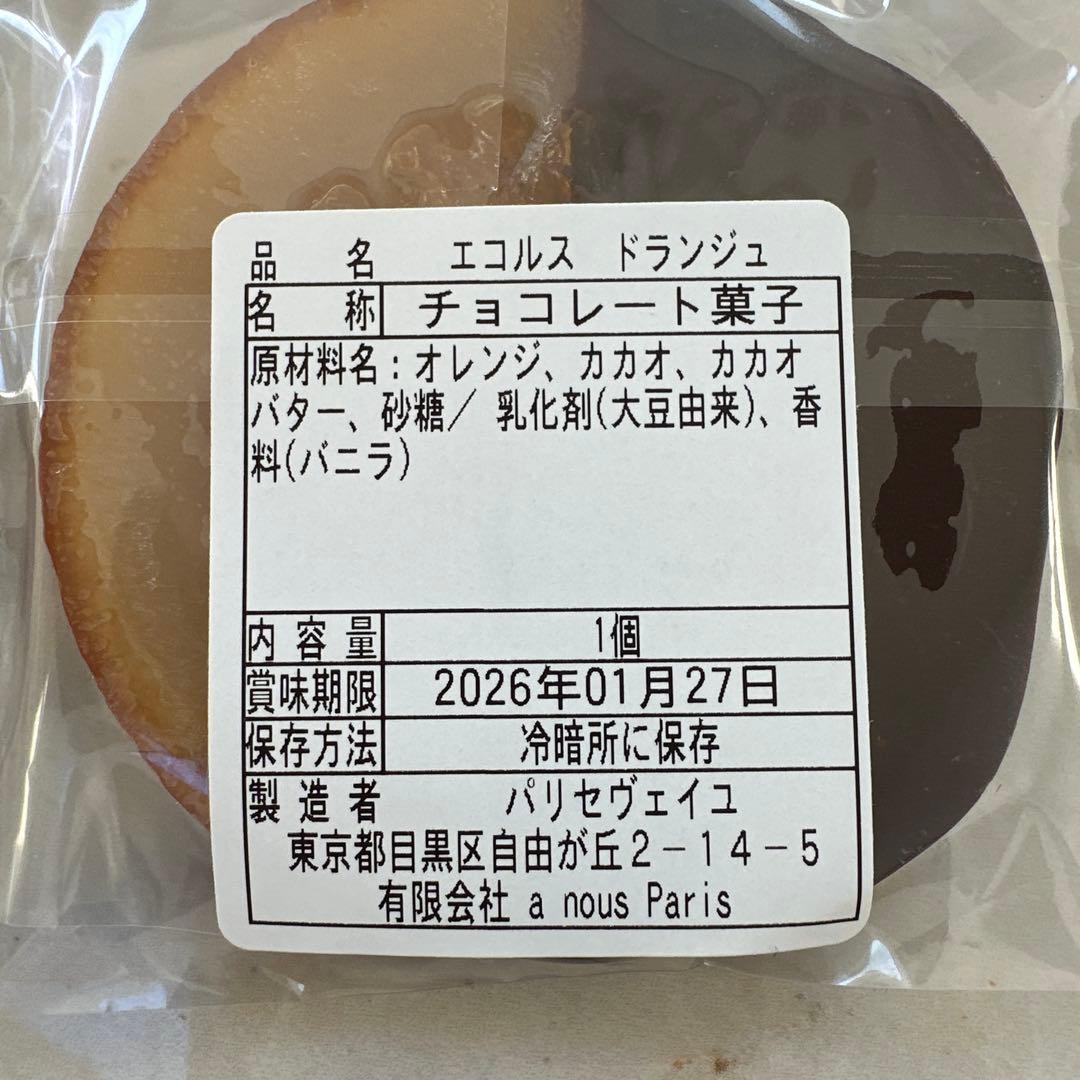 品 名 エコルス ドランジュ
名 称 チョコレート菓子
原材料名：オレンジ、カカオ、カカオ
バター、砂糖／ 乳化剤(大豆由来)、香
料(バニラ)
内容量 1個
賞味期限 2026年01月27日
保存方法 冷暗所に保存
製造者 パリセヴェイユ
東京都目黒区自由が丘２－１４－５
有限会社 a nous Paris